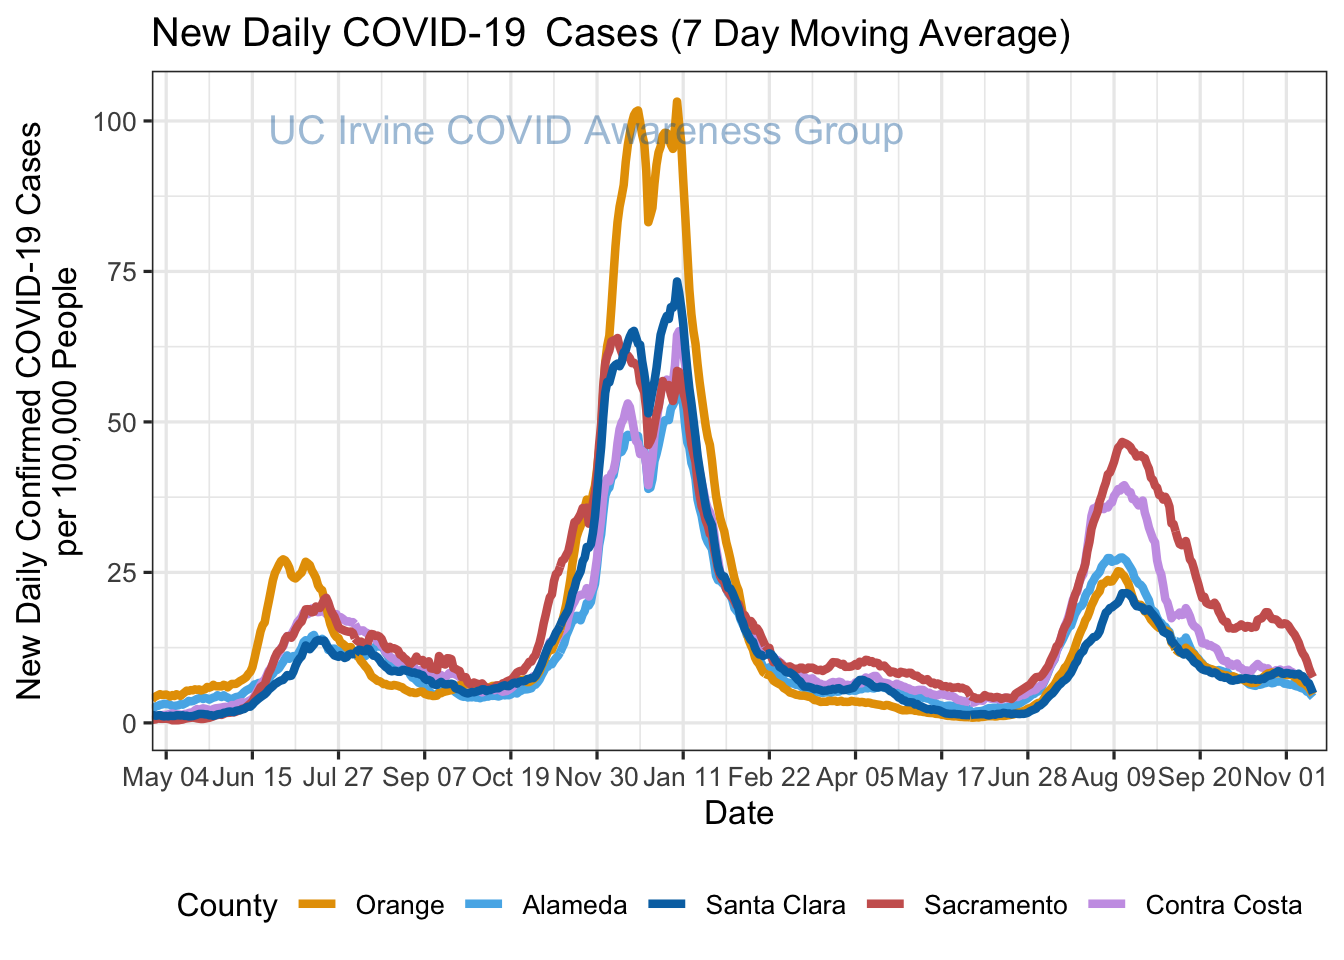 New Daily COVID-19  Cases (7 Day Moving Average)
UC Irvine COVID Awareness Group
New Daily Confirmed COVID-19 Cases
per 100,000 People
100
75
50
25
0
May 04 Jun 15 Jul 27 Sep 07 Oct 19 Nov 30 Jan 11 Feb 22 Apr 05 May 17 Jun 28 Aug 09 Sep 20 Nov 01
Date
County Orange Alameda Santa Clara Sacramento Contra Costa